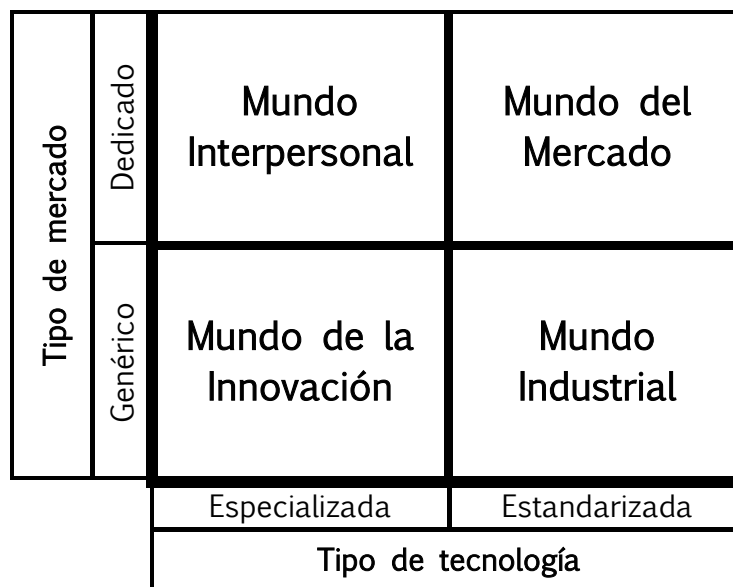 Tipo de mercado
Dedicado
Mundo
Interpersonal
Mundo del
Mercado
Genérico
Mundo de la
Innovación
Mundo
Industrial
Especializada
Estandarizada
Tipo de tecnología